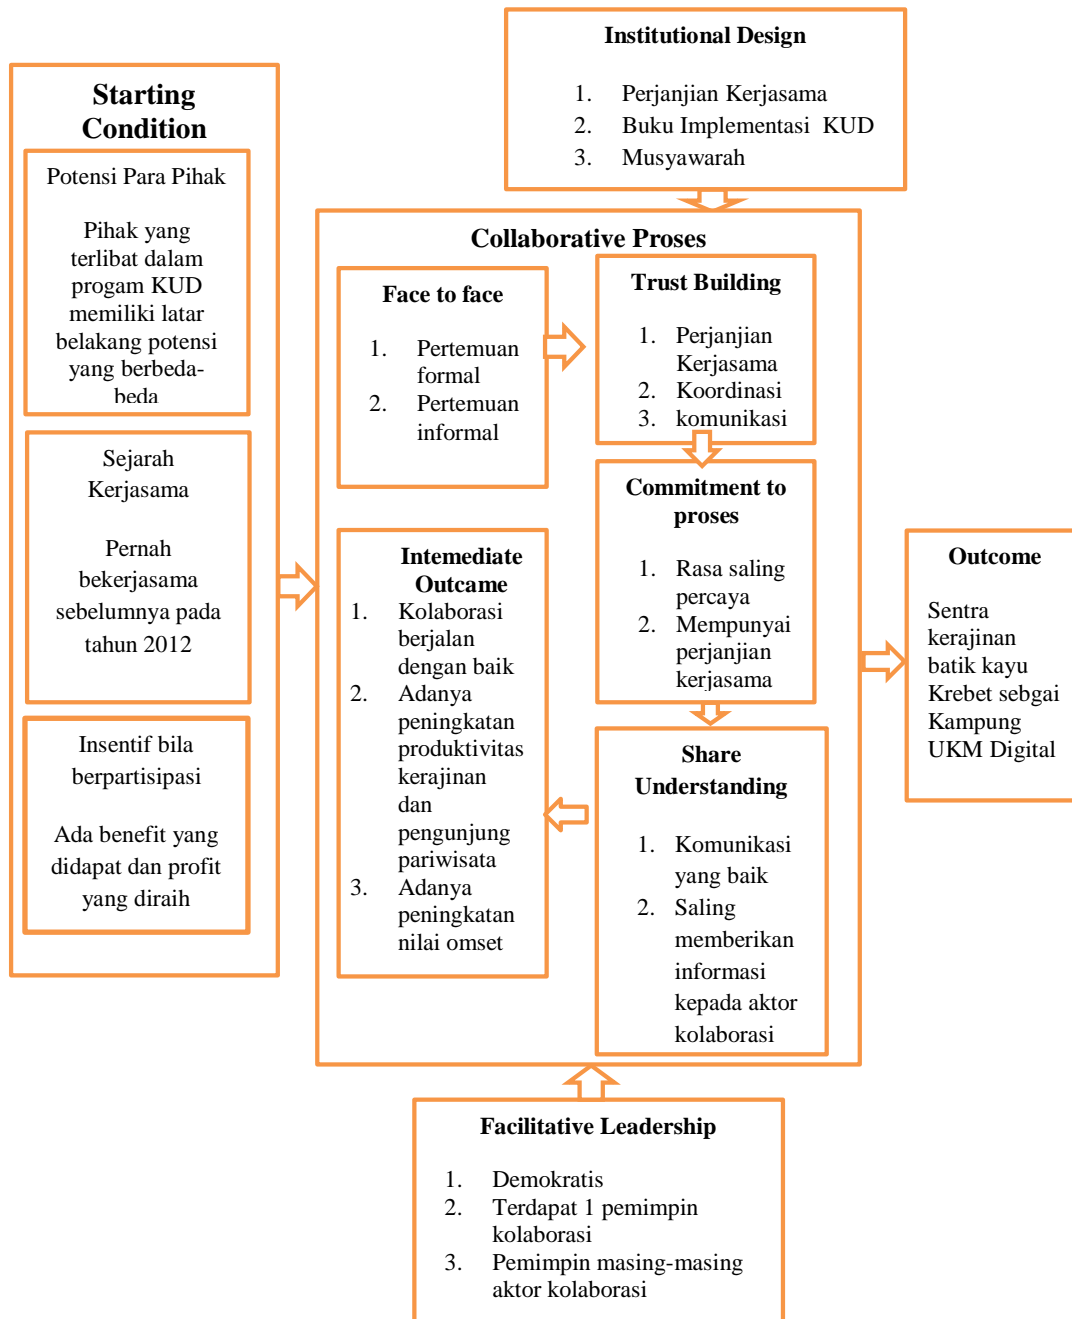 Institutional Design
1. Perjanjian Kerjasama
2. Buku Implementasi KUD
3. Musyawarah
Starting
Condition
Potensi Para Pihak
Pihak yang
terlibat dalam
progam KUD
memiliki latar
belakang potensi
yang berbeda-
beda
Sejarah
Kerjasama
Pernah
bekerjasama
sebelumnya pada
tahun 2012
Insentif bila
berpartisipasi
Ada benefit yang
didapat dan profit
yang diraih
Collaborative Proses
Face to face
1. Pertemuan
formal
2. Pertemuan
informal
Trust Building
1. Perjanjian
Kerjasama
2. Koordinasi
3. komunikasi
Commitment to
proses
1. Rasa saling
percaya
2. Mempunyai
perjanjian
kerjasama
Share
Understanding
1. Komunikasi
yang baik
2. Saling
memberikan
informasi
kepada aktor
kolaborasi
Intemediate
Outcame
1. Kolaborasi
berjalan
dengan baik
2. Adanya
peningkatan
produktivitas
kerajinan
dan
pengunjung
pariwisata
3. Adanya
peningkatan
nilai omset
Outcome
Sentra
kerajinan
batik kayu
Krebet sebgai
Kampung
UKM Digital
Facilitative Leadership
1. Demokratis
2. Terdapat 1 pemimpin
kolaborasi
3. Pemimpin masing-masing
aktor kolaborasi